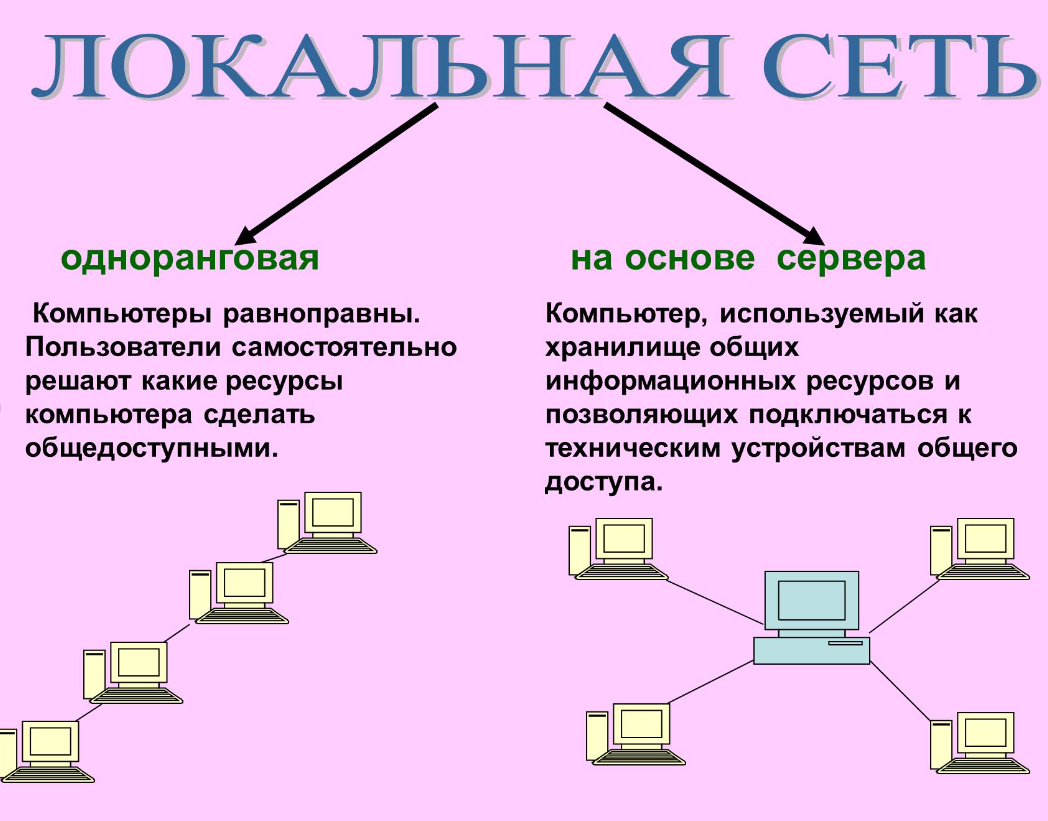 ЛОКАЛЬНАЯ СЕТЬ
одноранговая
Компьютеры равноправны.
Пользователи самостоятельно
решают какие ресурсы
компьютера сделать
общедоступными.
на основе сервера
Компьютер, используемый как
хранилище общих
информационных ресурсов и
позволяющих подключаться к
техническим устройствам общего
доступа.